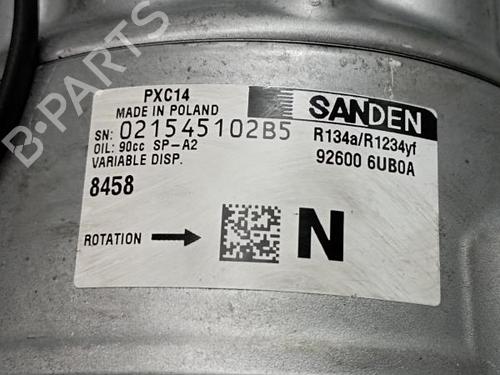 PXC14
MADE IN POLAND
SN: 021545102B5
OIL: 90cc SP-A2
VARIABLE DISP.
8458
ROTATION
SANDEN
R134a/R1234yf
92600 6UB0A
N
B-PARTS